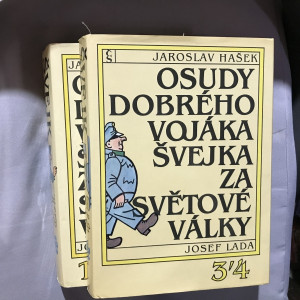 JAROSLAV HAŠEK
OSUDY
DOBRÉHO
VOJÁKA
ŠVEJKA
ZA
SVĚTOVÉ
VÁLKY
JOSEF LADA
3/4